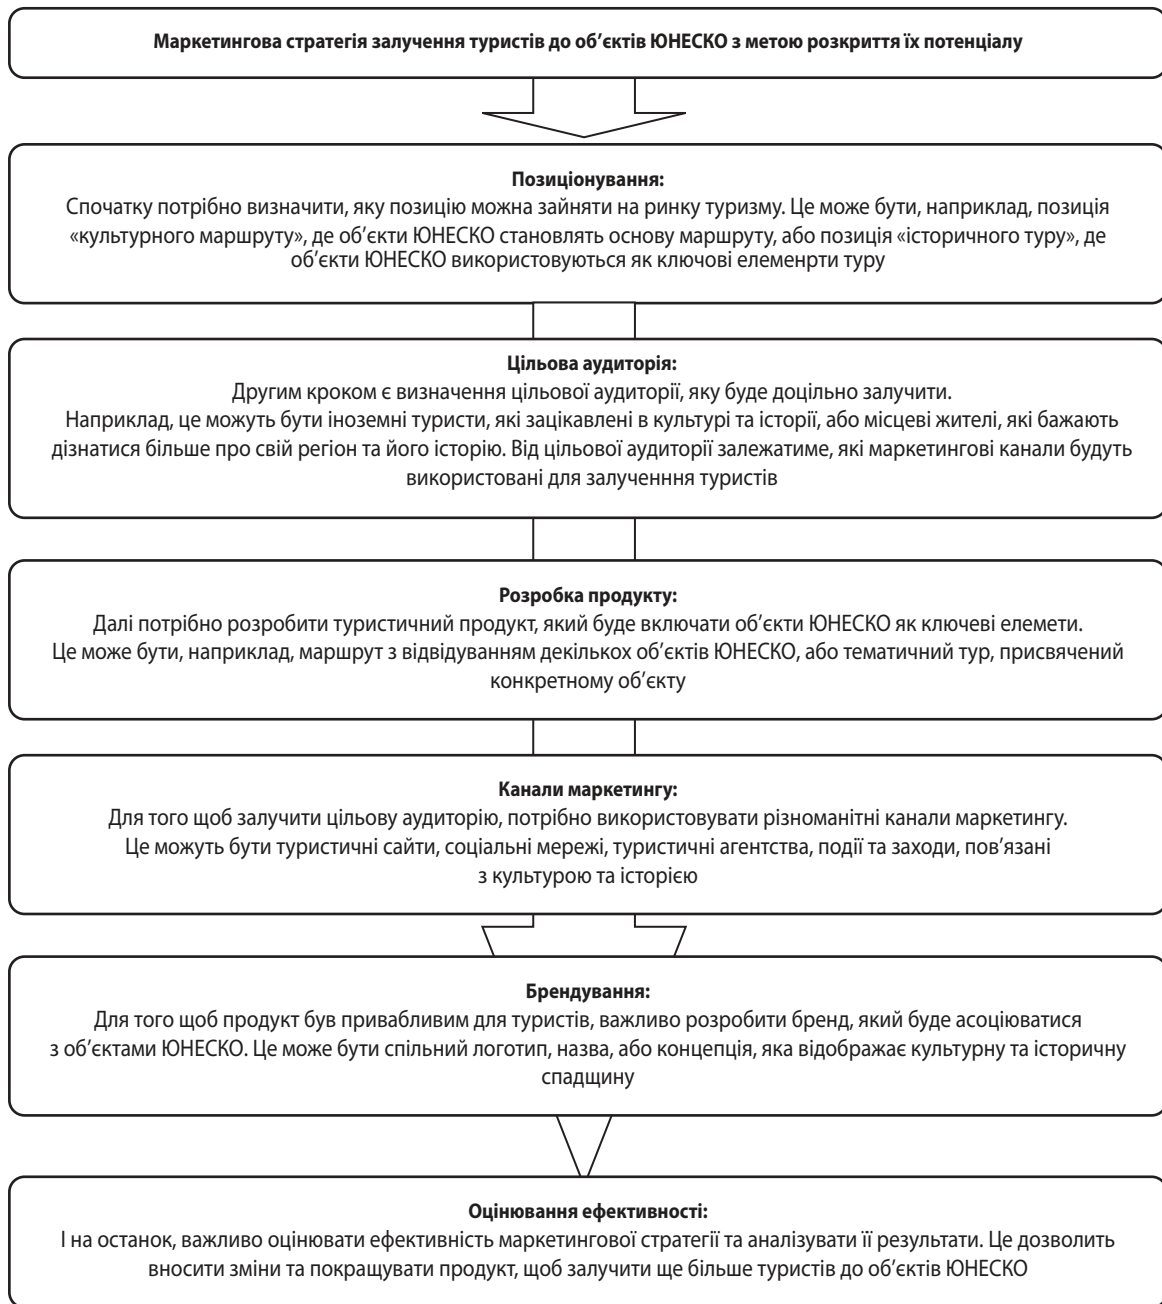 Маркетингова стратегія залучення туристів до об’єктів ЮНЕСКО з метою розкриття їх потенціалу
Позиціонування:
Спочатку потрібно визначити, яку позицію можна зайняти на ринку туризму. Це може бути, наприклад, позиція
«культурного маршруту», де об’єкти ЮНЕСКО становлять основу маршруту, або позиція «історичного туру», де
об’єкти ЮНЕСКО використовуються як ключові елеменрти туру
Цільова аудиторія:
Другим кроком є визначення цільової аудиторії, яку буде доцільно залучити.
Наприклад, це можуть бути іноземні туристи, які зацікавлені в культурі та історії, або місцеві жителі, які бажають
дізнатися більше про свій регіон та його історію. Від цільової аудиторії залежатиме, які маркетингові канали будуть
використовані для залученння туристів
Розробка продукту:
Далі потрібно розробити туристичний продукт, який буде включати об’єкти ЮНЕСКО як ключеві елемети.
Це може бути, наприклад, маршрут з відвідуванням декількох об’єктів ЮНЕСКО, або тематичний тур, присвячений
конкретному об’єкту
Канали маркетингу:
Для того щоб залучити цільову аудиторію, потрібно використовувати різноманітні канали маркетингу.
Це можуть бути туристичні сайти, соціальні мережі, туристичні агентства, події та заходи, пов’язані
з культурою та історією
Брендування:
Для того щоб продукт був привабливим для туристів, важливо розробити бренд, який буде асоціюватися
з об’єктами ЮНЕСКО. Це може бути спільний логотип, назва, або концепція, яка відображає культурну та історичну
спадщину
Оцінювання ефективності:
І на останок, важливо оцінювати ефективність маркетингової стратегії та аналізувати її результати. Це дозволить
вносити зміни та покращувати продукт, щоб залучити ще більше туристів до об’єктів ЮНЕСКО